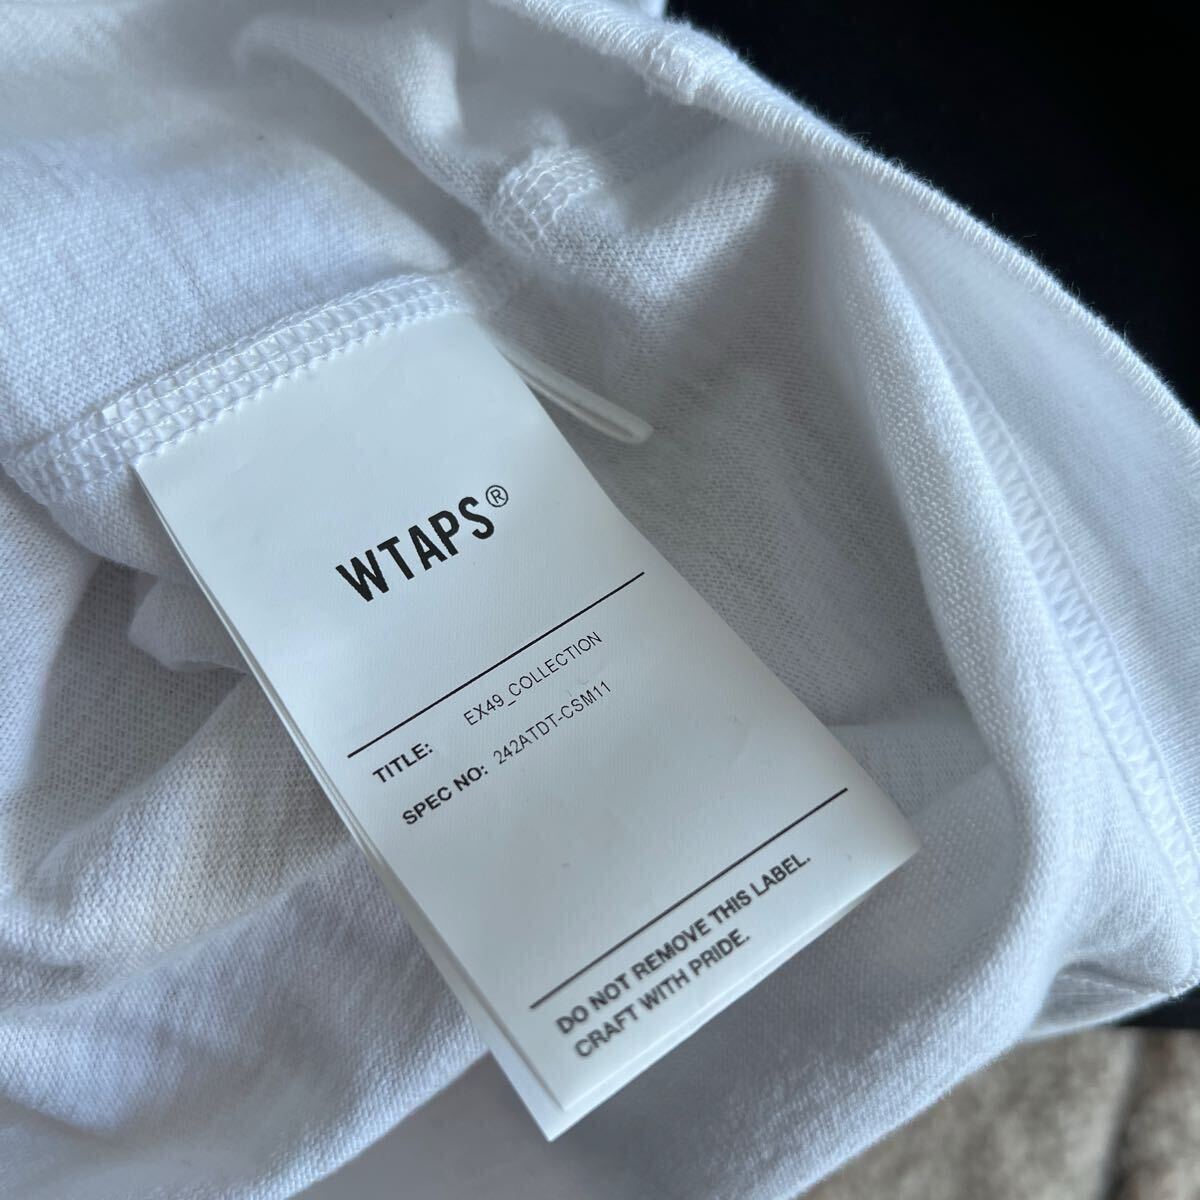 WTAPS®
TITLE: EX49_COLLECTION
SPEC NO: 242ATDT-CSM11
DO NOT REMOVE THIS LABEL.
CRAFT WITH PRIDE.